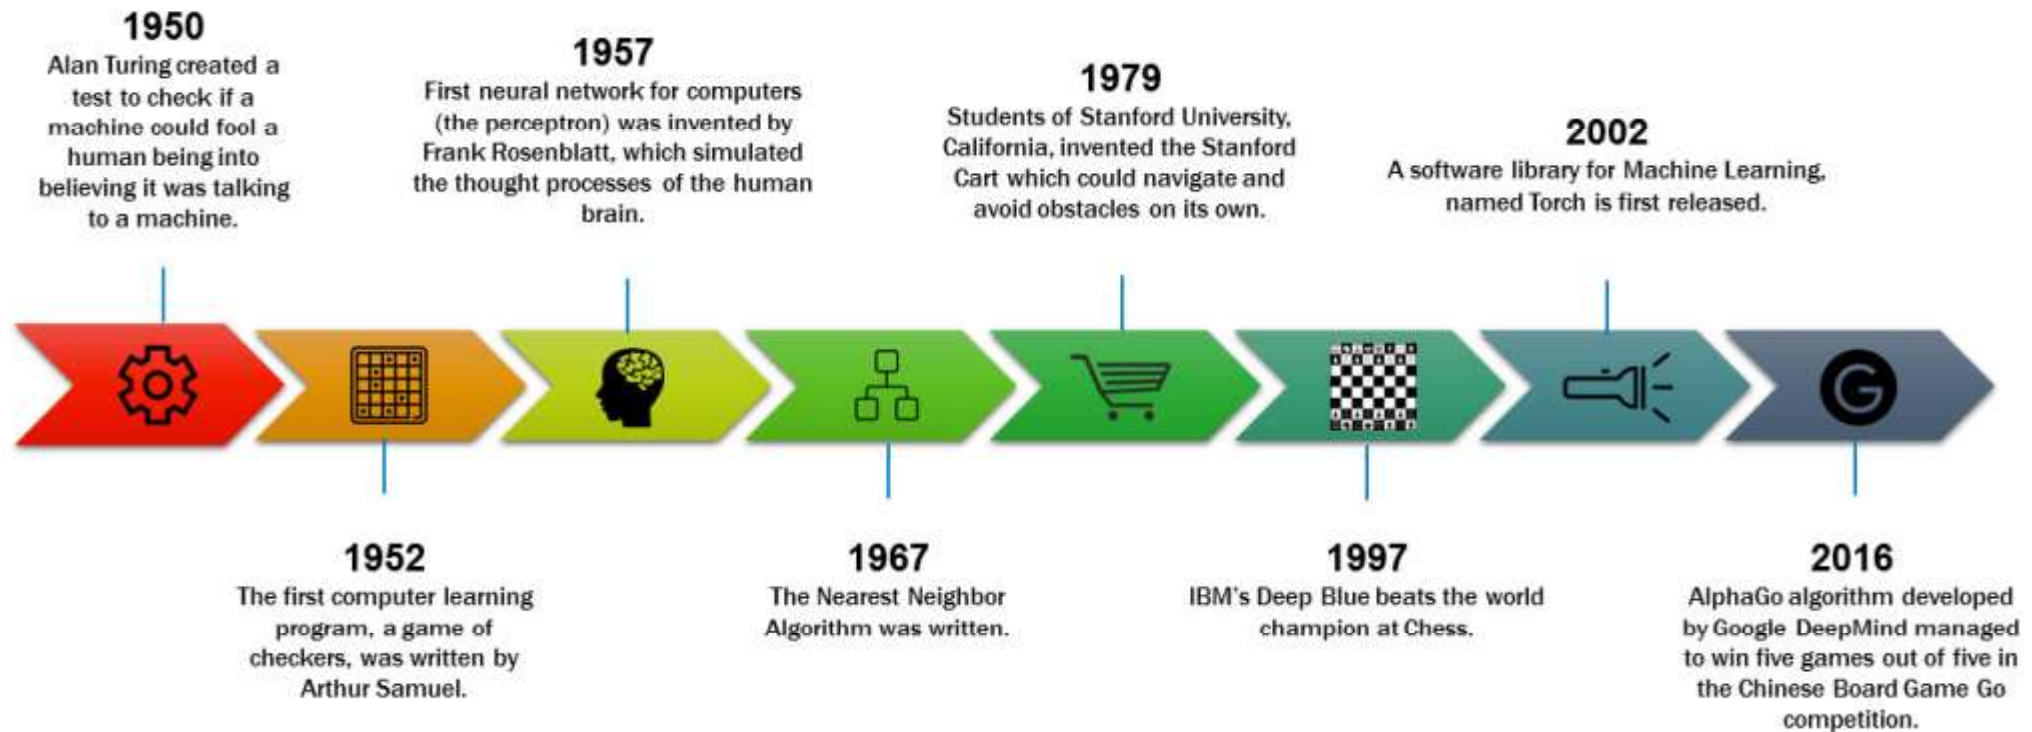 1950
Alan Turing created a
test to check if a
machine could fool a
human being into
believing it was talking
to a machine.
1952
The first computer learning
program, a game of
checkers, was written by
Arthur Samuel.
1957
First neural network for computers
(the perceptron) was invented by
Frank Rosenblatt, which simulated
the thought processes of the human
brain.
1967
The Nearest Neighbor
Algorithm was written.
1979
Students of Stanford University,
California, invented the Stanford
Cart which could navigate and
avoid obstacles on its own.
1997
IBM's Deep Blue beats the world
champion at Chess.
2002
A software library for Machine Learning,
named Torch is first released.
G
2016
AlphaGo algorithm developed
by Google DeepMind managed
to win five games out of five in
the Chinese Board Game Go
competition.